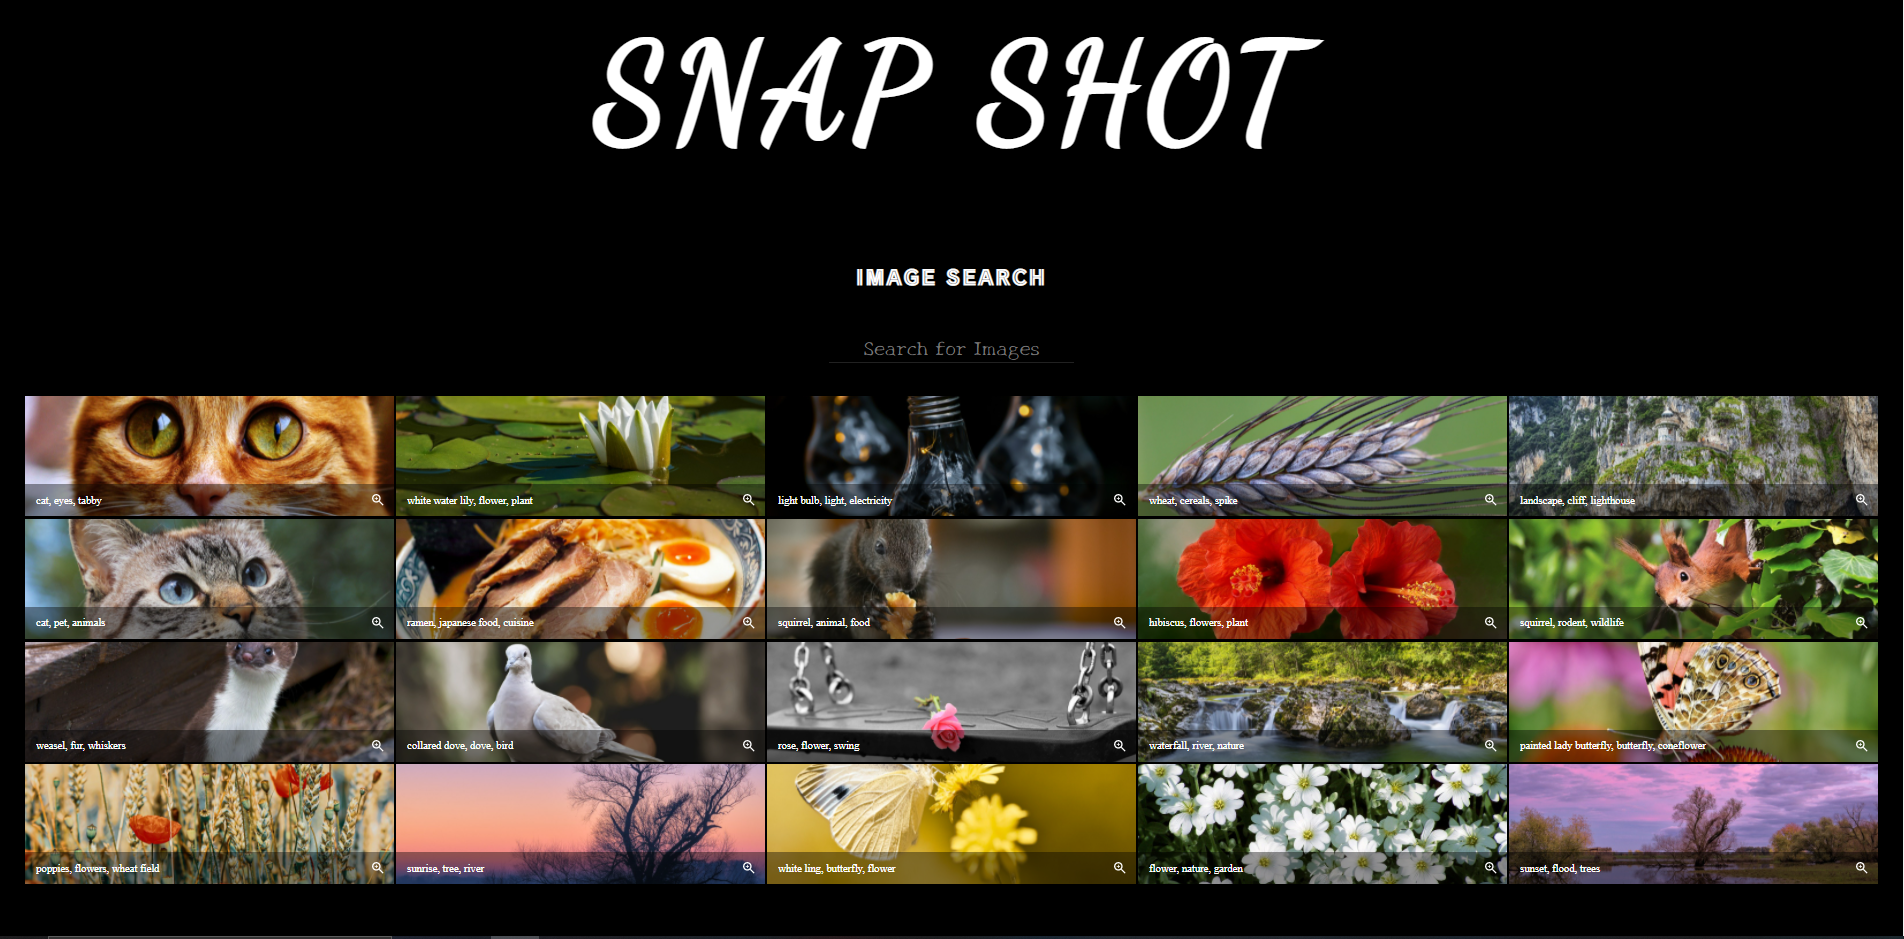 SNAP SHOT
IMAGE SEARCH
Search for Images
cat, eyes, tabby
white water lily, flower, plant
light bulb, light, electricity
wheat, cereals, spike
landscape, cliff, lighthouse
cat, pet, animals
ramen, japanese food, cuisine
squirrel, animal, food
hibiscus, flowers, plant
squirrel, rodent, wildlife
weasel, fur, whiskers
collared dove, dove, bird
rose, flower, swing
waterfall, river, nature
painted lady butterfly, butterfly, coneflower
poppies, flowers, wheat field
sunrise, tree, river
white ling, butterfly, flower
flower, nature, garden
sunset, flood, trees